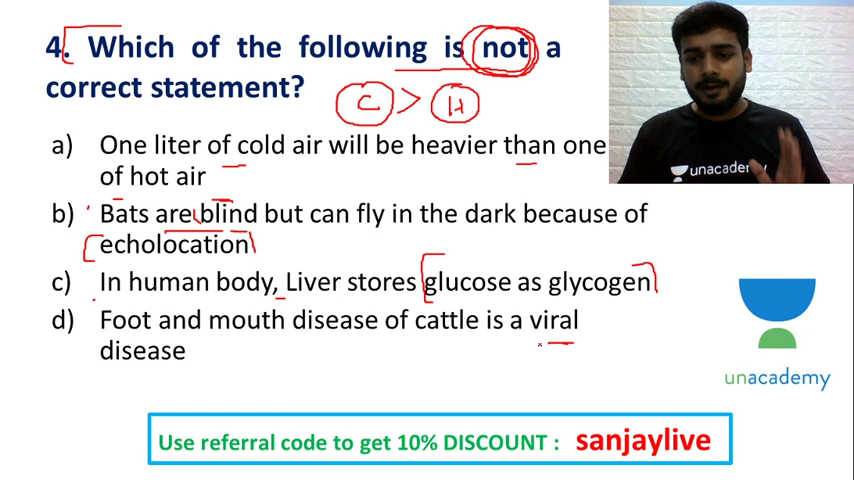 4. Which of the following is not a
correct statement?
C > H
a) One liter of cold air will be heavier than one
of hot air
b) Bats are blind but can fly in the dark because of
echolocation
c) In human body, Liver stores glucose as glycogen
d) Foot and mouth disease of cattle is a viral
disease
unacademy
unacademy
Use referral code to get 10% DISCOUNT : sanjaylive